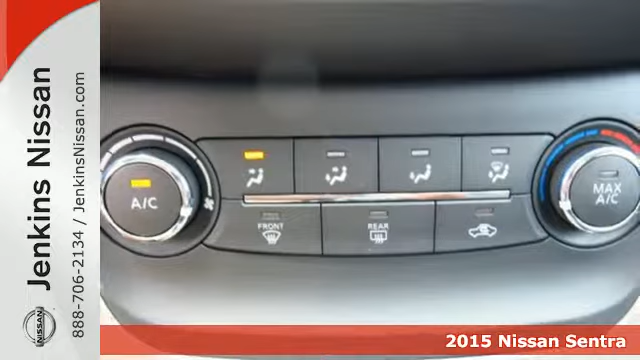 Jenkins Nissan
888-706-2134 / JenkinsNissan.com
NISSAN
A/C
MAX
A/C
FRONT
REAR
2015 Nissan Sentra